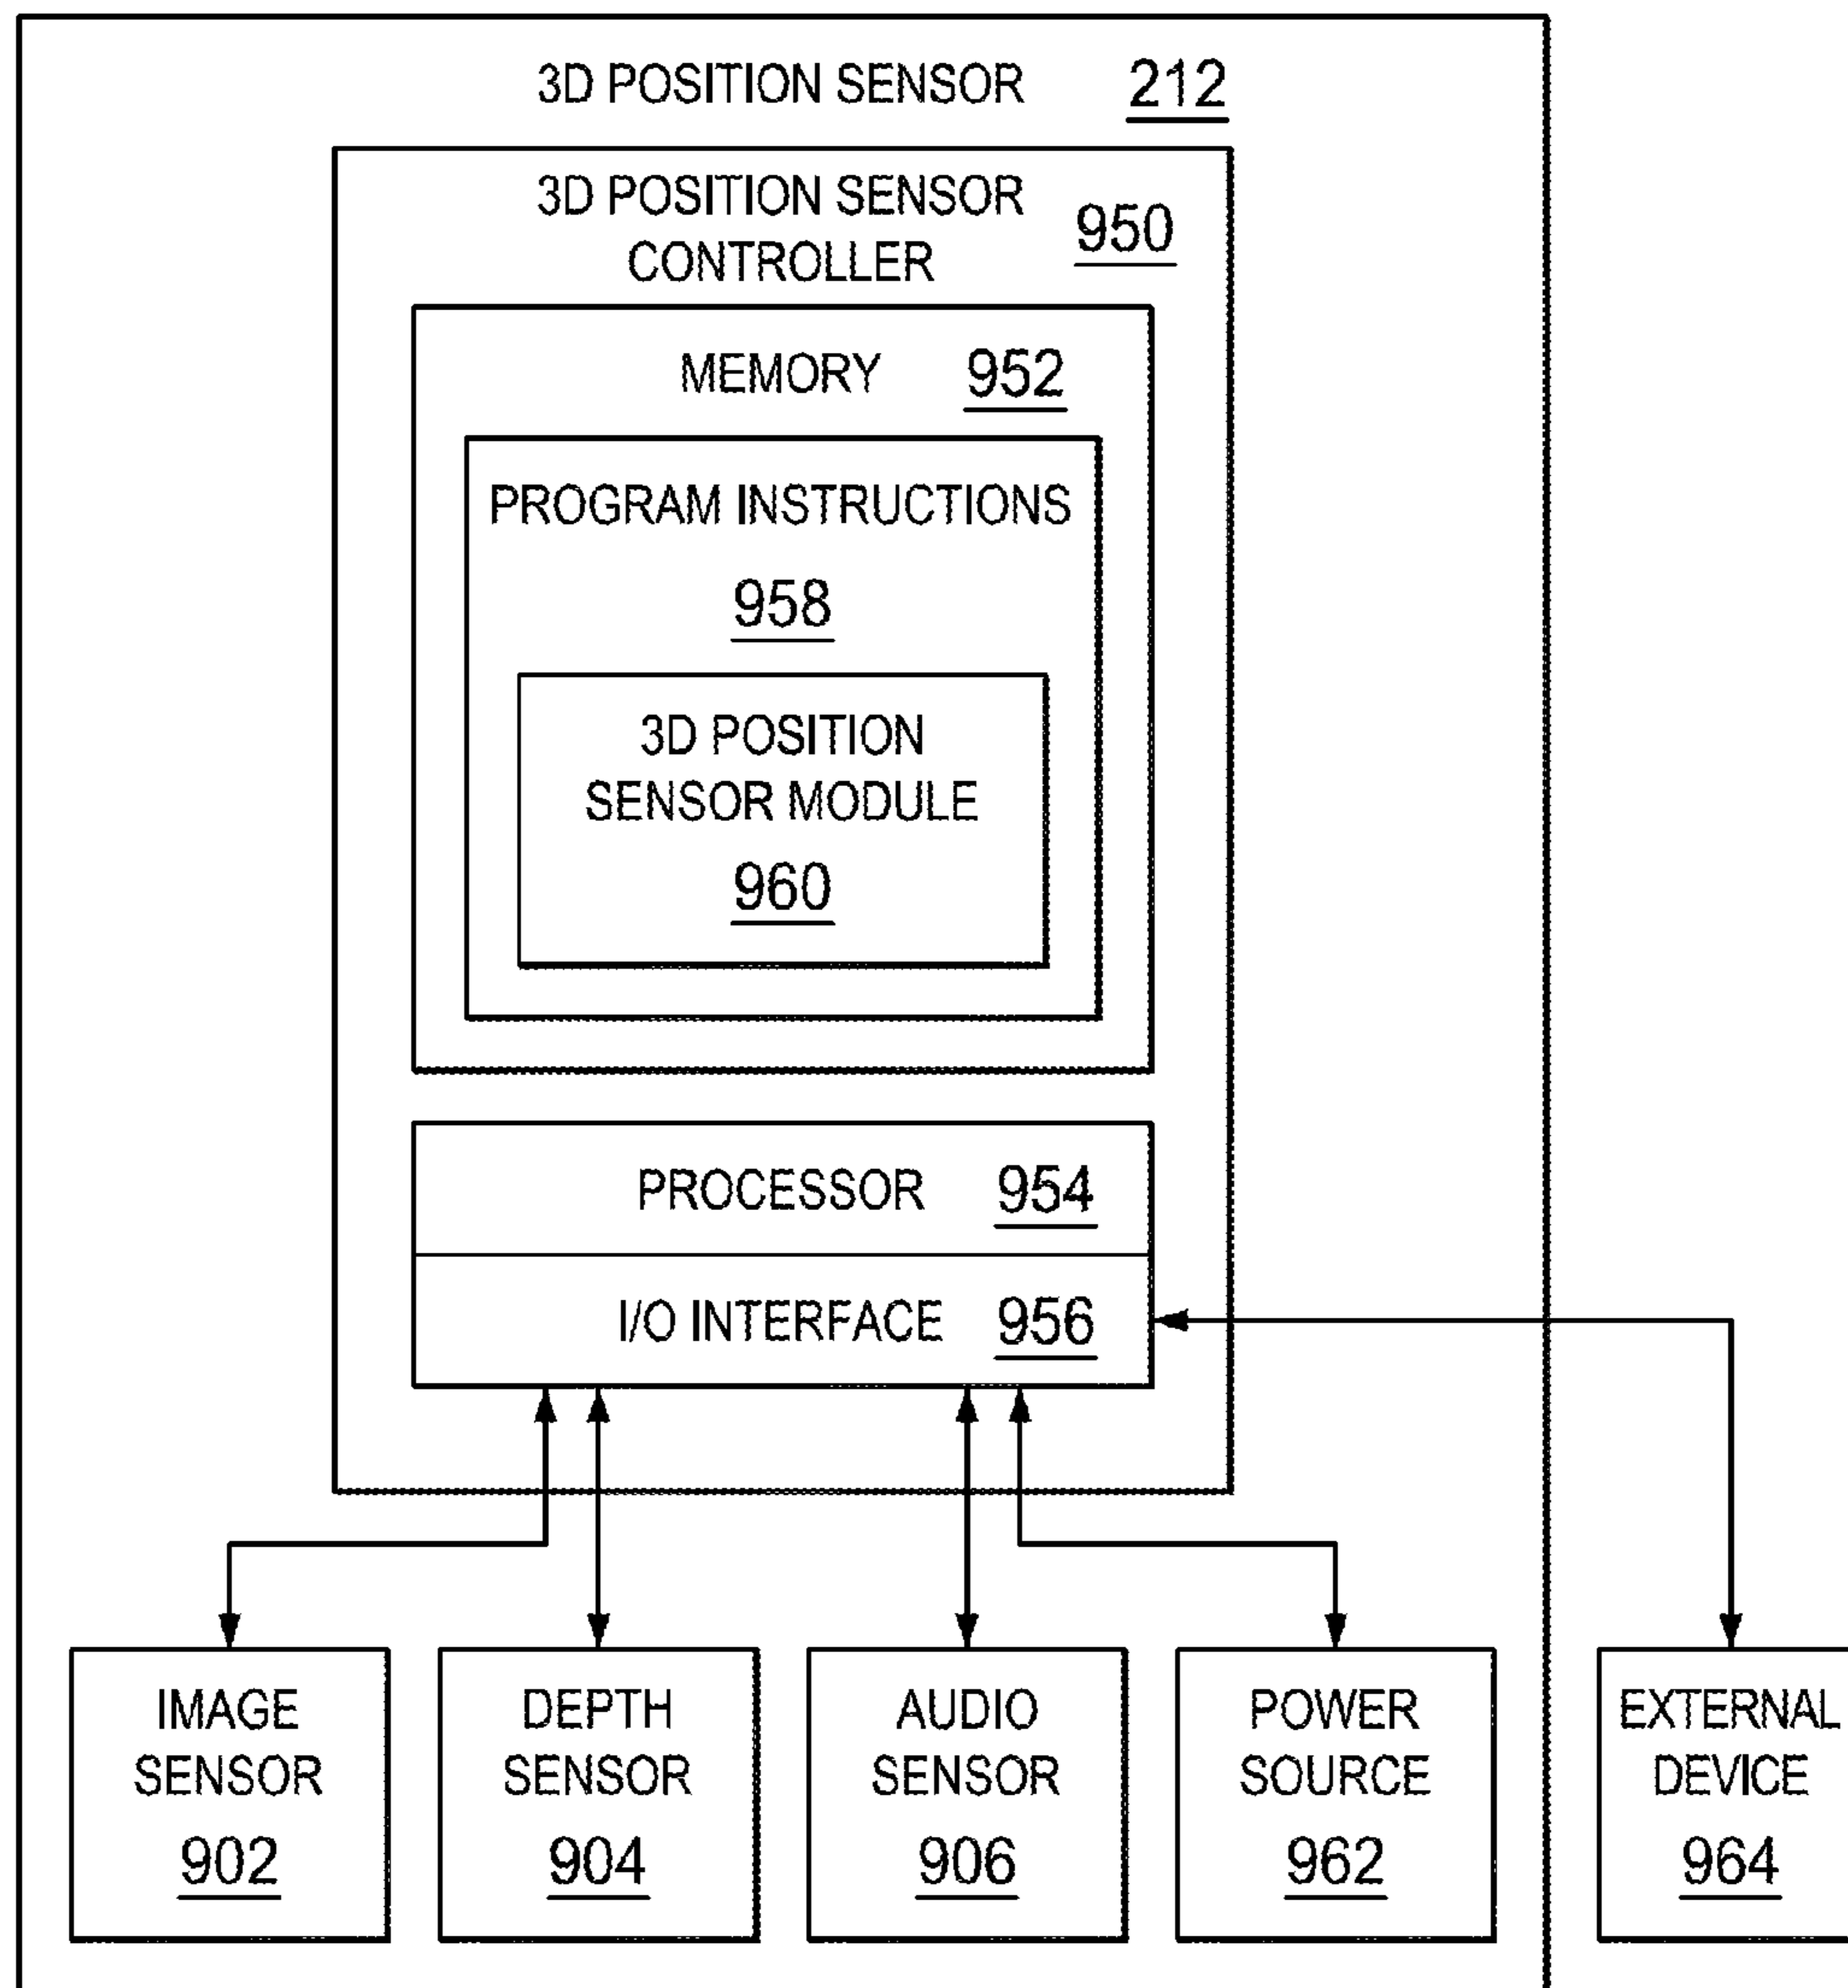 3D POSITION SENSOR 212
3D POSITION SENSOR
CONTROLLER 950
MEMORY 952
PROGRAM INSTRUCTIONS
958
3D POSITION
SENSOR MODULE
960
PROCESSOR 954
I/O INTERFACE 956
IMAGE
SENSOR
902
DEPTH
SENSOR
904
AUDIO
SENSOR
906
POWER
SOURCE
962
EXTERNAL
DEVICE
964